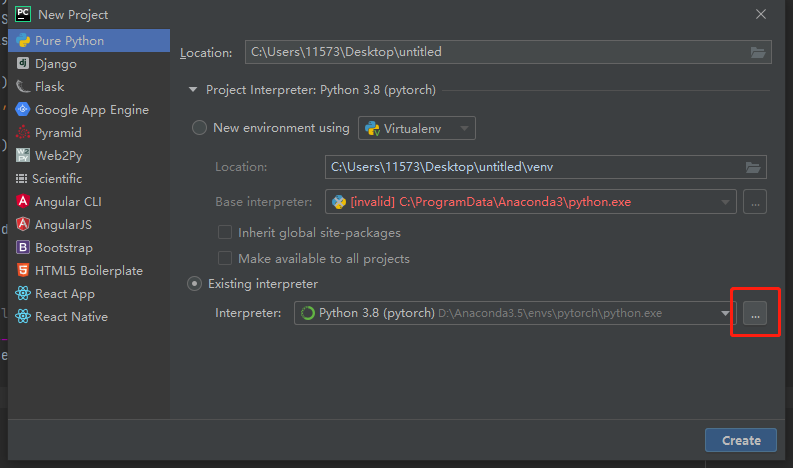 PC New Project
Pure Python
Django
Flask
Google App Engine
Pyramid
Web2Py
Scientific
Angular CLI
AngularJS
Bootstrap
HTML5 Boilerplate
React App
React Native
Location: C:\Users\11573\Desktop\untitled
Project Interpreter: Python 3.8 (pytorch)
New environment using Virtualenv
Location: C:\Users\11573\Desktop\untitled\venv
Base interpreter: [invalid] C:\ProgramData\Anaconda3\python.exe ...
Inherit global site-packages
Make available to all projects
Existing interpreter
Interpreter: Python 3.8 (pytorch) D:\Anaconda3.5\envs\pytorch\python.exe ...
Create